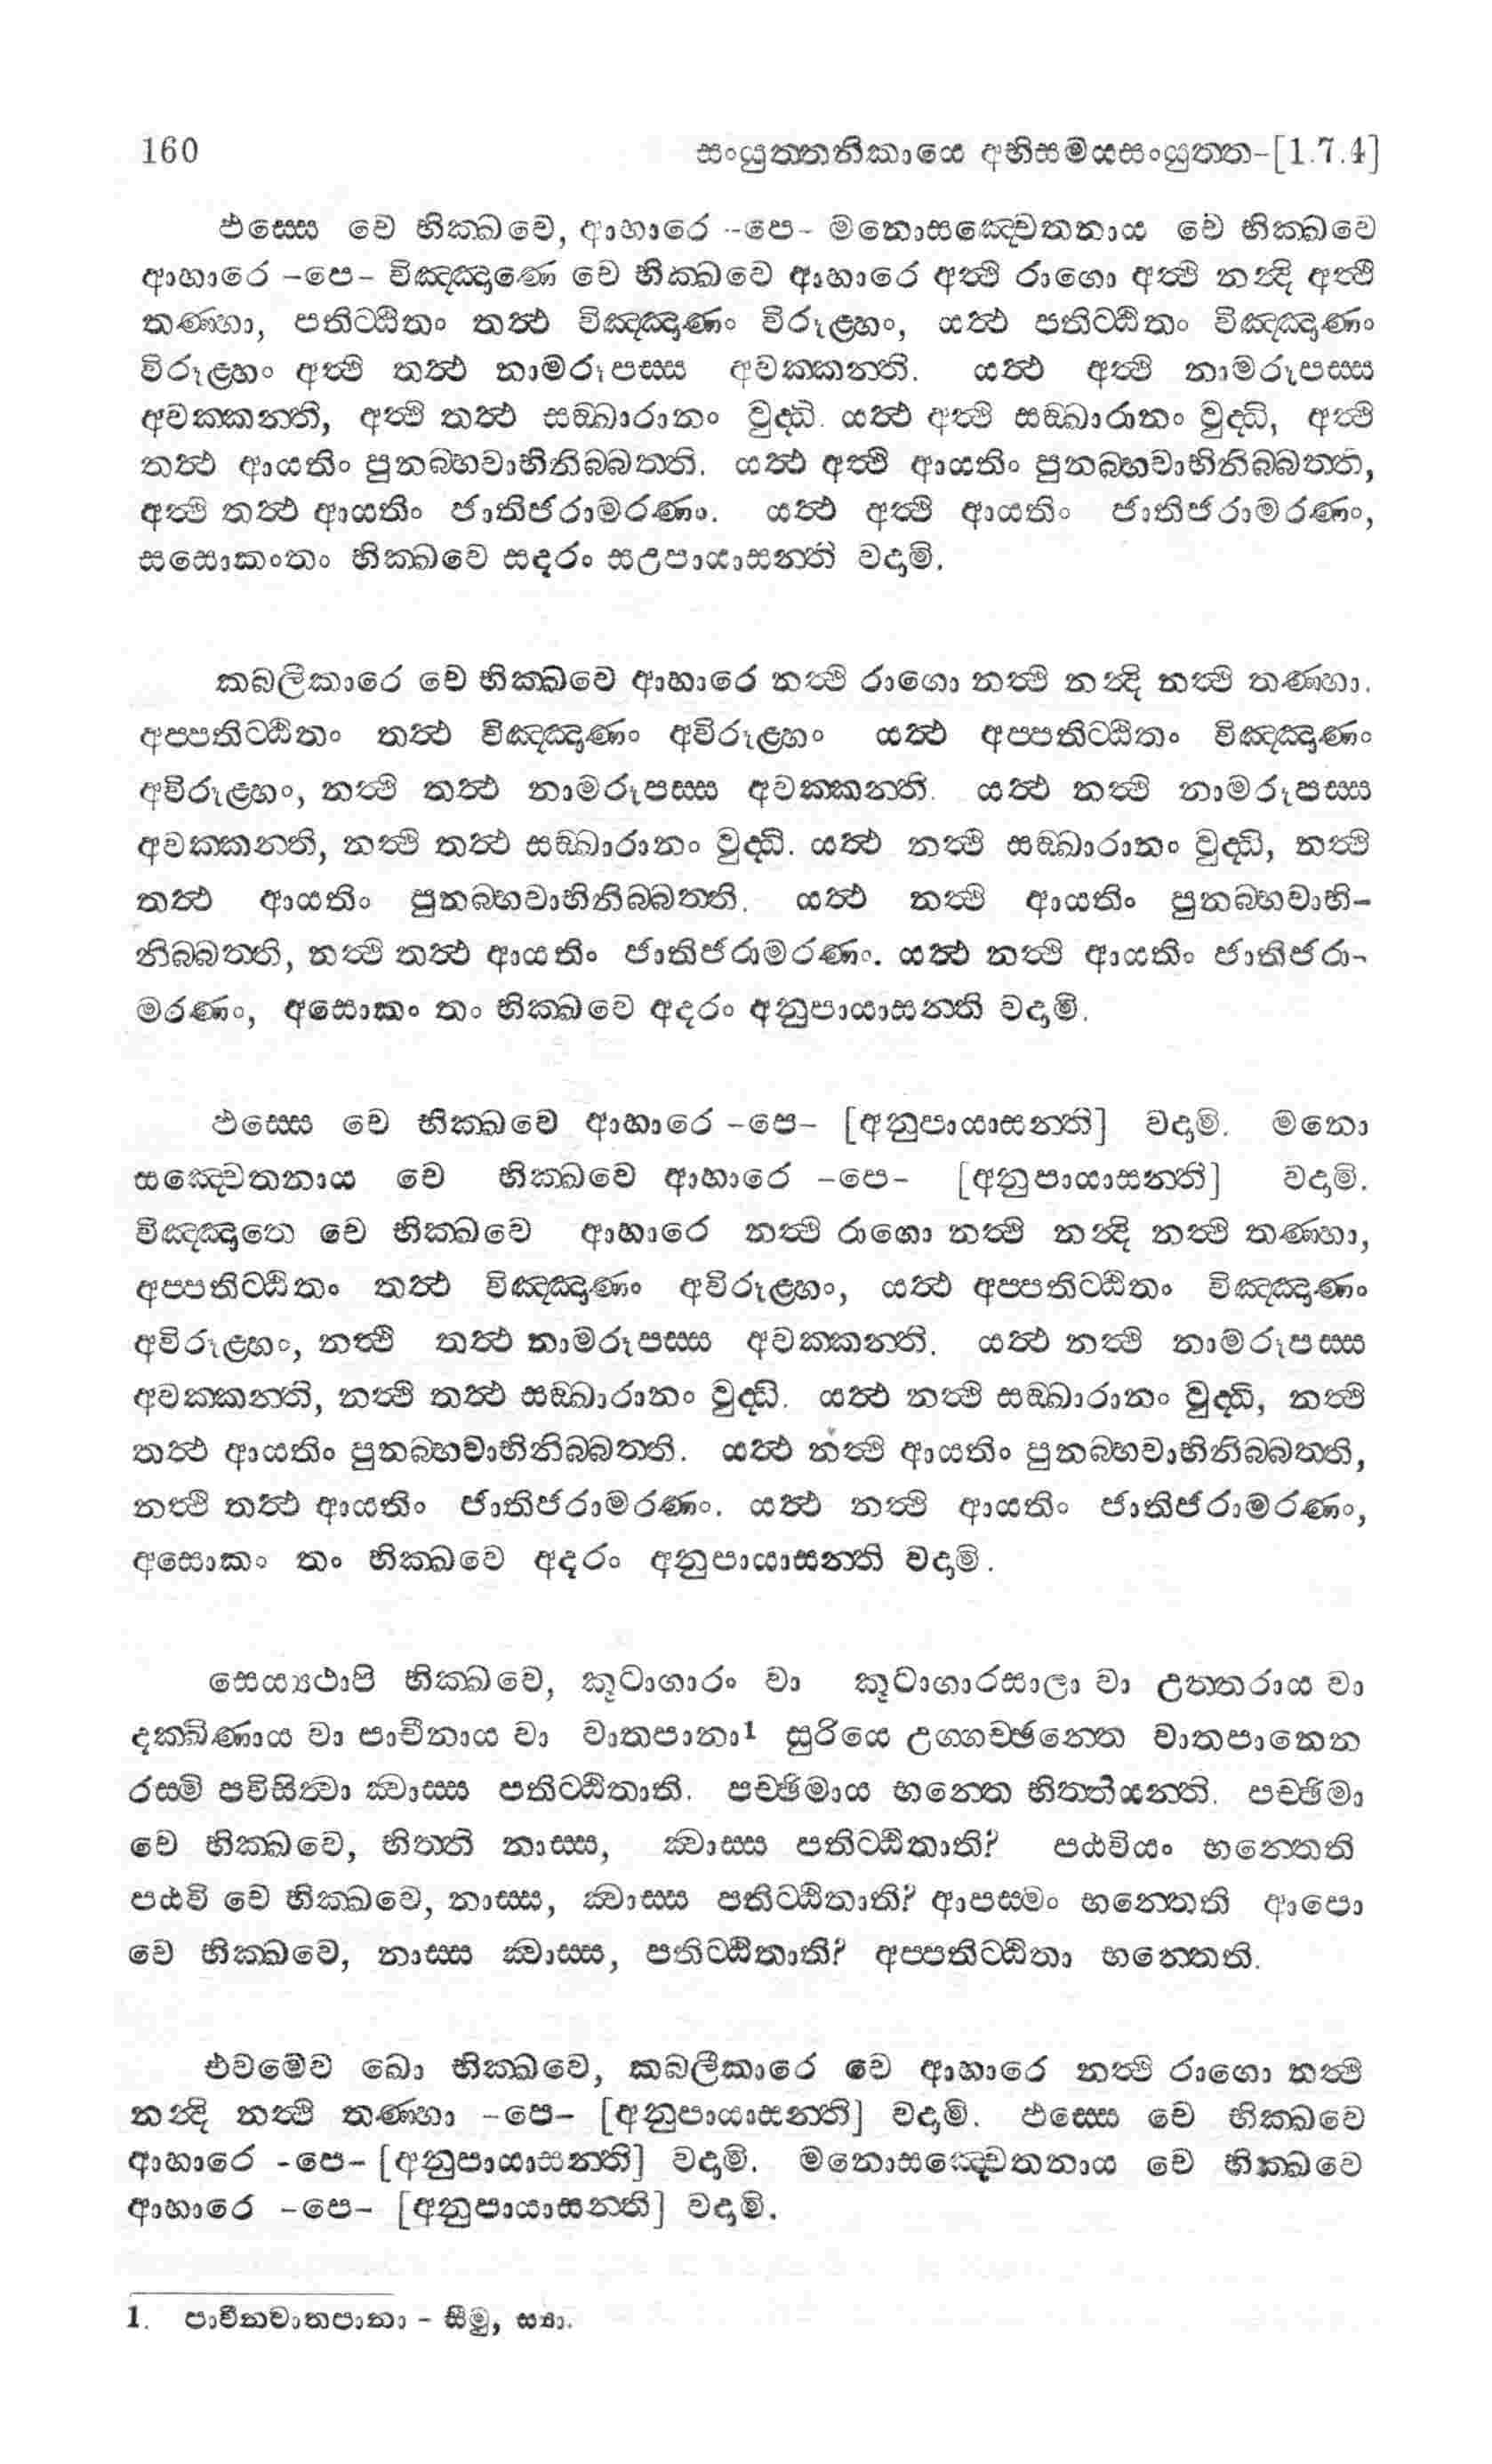 160 සංයුත්තනිකායෙ අභිසමයසංයුත්ත-[1.7.4]
ඵස්සෙ චෙ භික්ඛවෙ, ආහාරෙ -පෙ- මනොසඤ්චෙතනාය චෙ භික්ඛවෙ
ආහාරෙ -පෙ- විඤ්ඤාණෙ චෙ භික්ඛවෙ ආහාරෙ අත්ථි රාගො අත්ථි නන්දි අත්ථි
තණ්හා, පතිට්ඨිතං තත්ථ විඤ්ඤාණං විරූළ්හං, යත්ථ පතිට්ඨිතං විඤ්ඤාණං
විරූළ්හං අත්ථි තත්ථ නාමරූපස්ස අවක්කන්ති. යත්ථ අත්ථි නාමරූපස්ස
අවක්කන්ති, අත්ථි තත්ථ සඞ්ඛාරානං වුද්ධි. යත්ථ අත්ථි සඞ්ඛාරානං වුද්ධි, අත්ථි
තත්ථ ආයතිං පුනබ්භවාභිනිබ්බත්ති. යත්ථ අත්ථි ආයතිං පුනබ්භවාභිනිබ්බත්ති,
අත්ථි තත්ථ ආයතිං ජාතිජරාමරණං. යත්ථ අත්ථි ආයතිං ජාතිජරාමරණං,
සසොකංතං භික්ඛවෙ සදරං සඋපායාසන්ති වදාමි.
කබලීකාරෙ චෙ භික්ඛවෙ ආහාරෙ නත්ථි රාගො නත්ථි නන්දි නත්ථි තණ්හා.
අප්පතිට්ඨිතං තත්ථ විඤ්ඤාණං අවිරූළ්හං යත්ථ අප්පතිට්ඨිතං විඤ්ඤාණං
අවිරූළ්හං, නත්ථි තත්ථ නාමරූපස්ස අවක්කන්ති. යත්ථ නත්ථි නාමරූපස්ස
අවක්කන්ති, නත්ථි තත්ථ සඞ්ඛාරානං වුද්ධි. යත්ථ නත්ථි සඞ්ඛාරානං වුද්ධි, නත්ථි
තත්ථ ආයතිං පුනබ්භවාභිනිබ්බත්ති. යත්ථ නත්ථි ආයතිං පුනබ්භවාභි-
නිබ්බත්ති, නත්ථි තත්ථ ආයතිං ජාතිජරාමරණං. යත්ථ නත්ථි ආයතිං ජාතිජරා-
මරණං, අසොකං තං භික්ඛවෙ අදරං අනුපායාසන්ති වදාමි.
ඵස්සෙ චෙ භික්ඛවෙ ආහාරෙ -පෙ- [අනුපායාසන්ති] වදාමි. මනො
සඤ්චෙතනාය චෙ භික්ඛවෙ ආහාරෙ -පෙ- [අනුපායාසන්ති] වදාමි.
විඤ්ඤාතෙ චෙ භික්ඛවෙ ආහාරෙ නත්ථි රාගො නත්ථි නන්දි නත්ථි තණ්හා,
අප්පතිට්ඨිතං තත්ථ විඤ්ඤාණං අවිරූළ්හං, යත්ථ අප්පතිට්ඨිතං විඤ්ඤාණං
අවිරූළ්හං, නත්ථි තත්ථ නාමරූපස්ස අවක්කන්ති. යත්ථ නත්ථි නාමරූපස්ස
අවක්කන්ති, නත්ථි තත්ථ සඞ්ඛාරානං වුද්ධි. යත්ථ නත්ථි සඞ්ඛාරානං වුද්ධි, නත්ථි
තත්ථ ආයතිං පුනබ්භවාභිනිබ්බත්ති. යත්ථ නත්ථි ආයතිං පුනබ්භවාභිනිබ්බත්ති,
නත්ථි තත්ථ ආයතිං ජාතිජරාමරණං. යත්ථ නත්ථි ආයතිං ජාතිජරාමරණං,
අසොකං තං භික්ඛවෙ අදරං අනුපායාසන්ති වදාමි.
සෙය්‍යථාපි භික්ඛවෙ, කූටාගාරං වා කූටාගාරසාලා වා උත්තරාය වා
දක්ඛිණාය වා පාචීනාය වා වාතපානා1 සුරියෙ උග්ගච්ඡන්තෙ වාතපානෙන
රස්මි පවිසිත්වා ක්වාස්ස පතිට්ඨිතාති. පච්ඡිමාය භන්තෙ භිත්තියන්ති. පච්ඡිමා
චෙ භික්ඛවෙ, භිත්ති නාස්ස, ක්වාස්ස පතිට්ඨිතාති? පඨවියං භන්තෙති
පඨවි චෙ භික්ඛවෙ, නාස්ස, ක්වාස්ස පතිට්ඨිතාති? ආපස්මං භන්තෙති ආපො
චෙ භික්ඛවෙ, නාස්ස ක්වාස්ස, පතිට්ඨිතාති? අප්පතිට්ඨිතා භන්තෙති.
එවමෙව ඛො භික්ඛවෙ, කබලීකාරෙ චෙ ආහාරෙ නත්ථි රාගො නත්ථි
නන්දි නත්ථි තණ්හා -පෙ- [අනුපායාසන්ති] වදාමි. ඵස්සෙ චෙ භික්ඛවෙ
ආහාරෙ -පෙ- [අනුපායාසන්ති] වදාමි. මනොසඤ්චෙතනාය චෙ භික්ඛවෙ
ආහාරෙ -පෙ- [අනුපායාසන්ති] වදාමි.
1. පාචීනවාතපානා - සීමු, ස්‍යා.